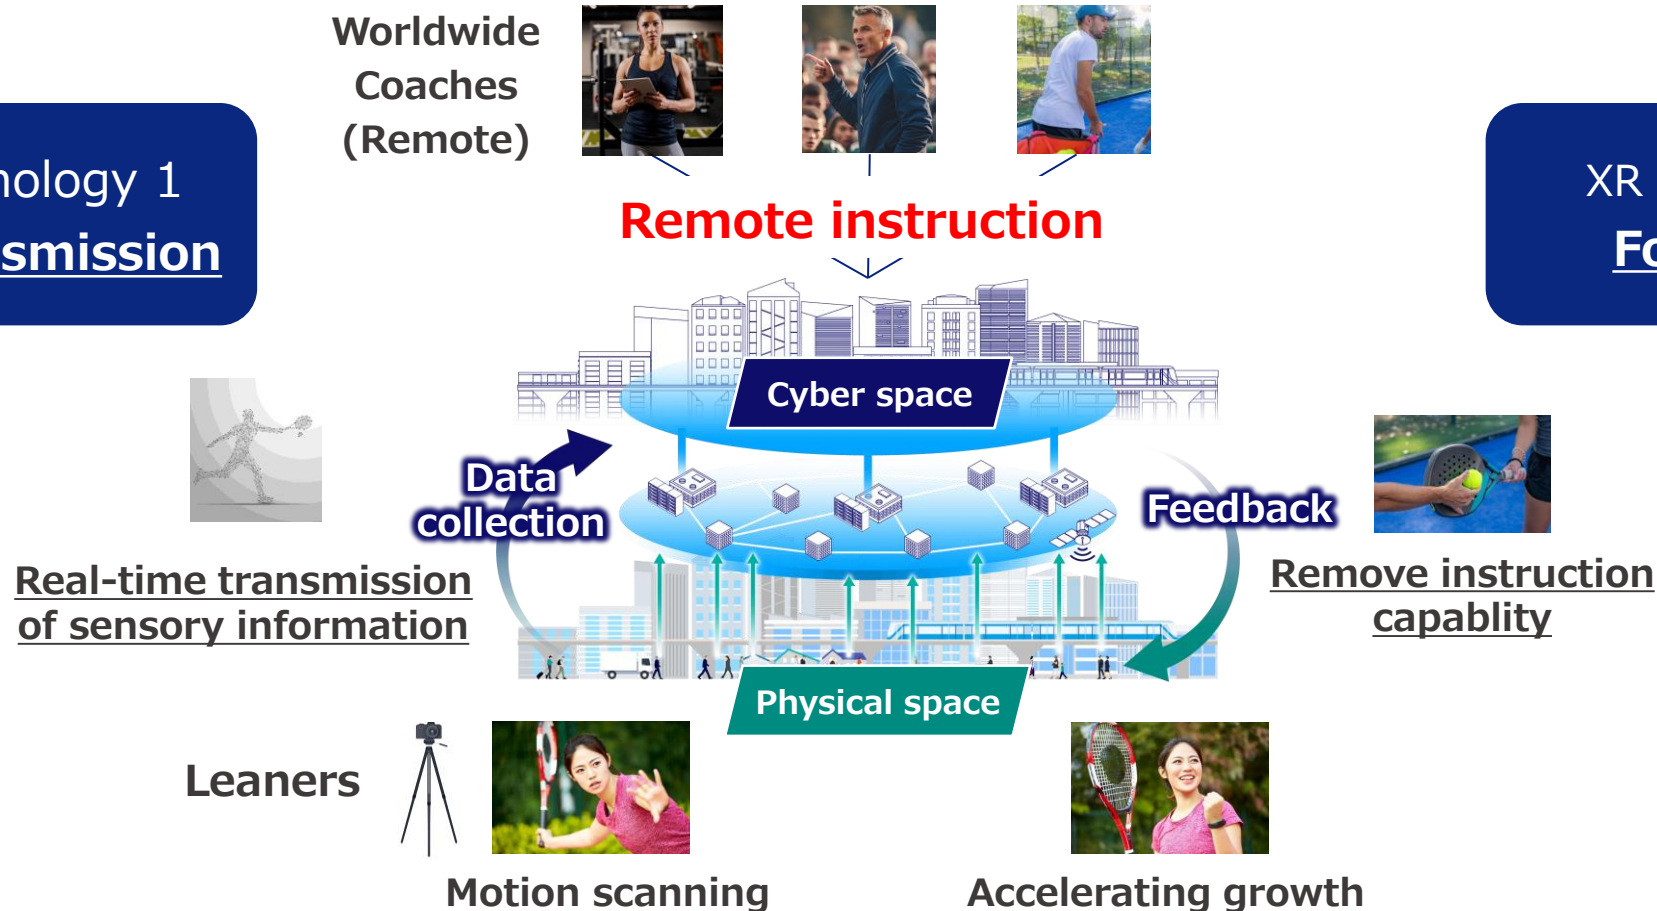 Worldwide
Coaches
(Remote)
nology 1
smission
XR
Fo
Remote instruction
Cyber space
Data
collection
Feedback
Real-time transmission
of sensory information
Remove instruction
capablity
Physical space
Leaners
Motion scanning
Accelerating growth